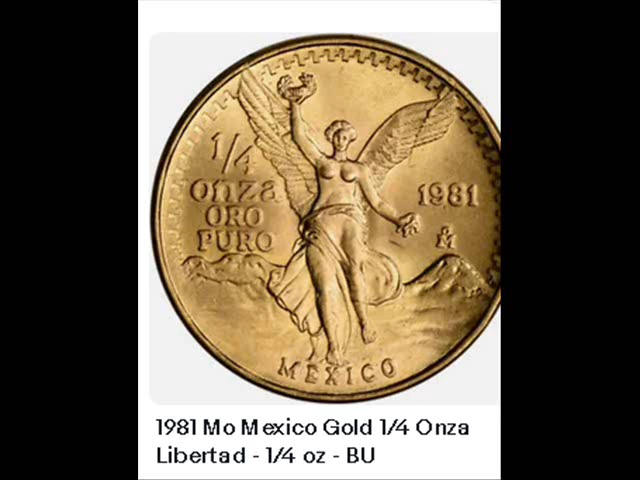 1/4
onza
ORO
PURO
1981
Mo
MEXICO
1981 Mo Mexico Gold 1/4 Onza
Libertad - 1/4 oz - BU